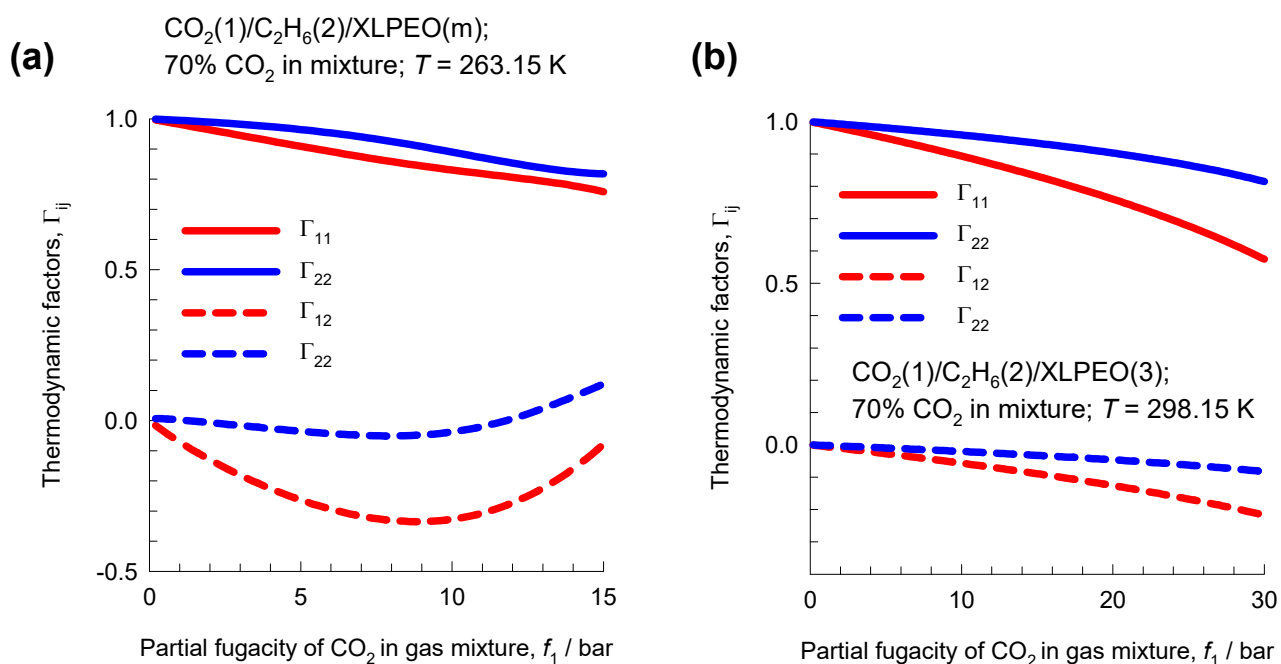 (a)
CO₂(1)/C₂H₆(2)/XLPEO(m);
70% CO₂ in mixture; T = 263.15 K
1.0
0.5
0.0
-0.5
Thermodynamic factors, Γij
Γ11
Γ22
Γ12
Γ22
0 5 10 15
Partial fugacity of CO₂ in gas mixture, f₁ / bar
(b)
1.0
0.5
0.0
Thermodynamic factors, Γij
Γ11
Γ22
Γ12
Γ22
CO₂(1)/C₂H₆(2)/XLPEO(3);
70% CO₂ in mixture; T = 298.15 K
0 10 20 30
Partial fugacity of CO₂ in gas mixture, f₁ / bar